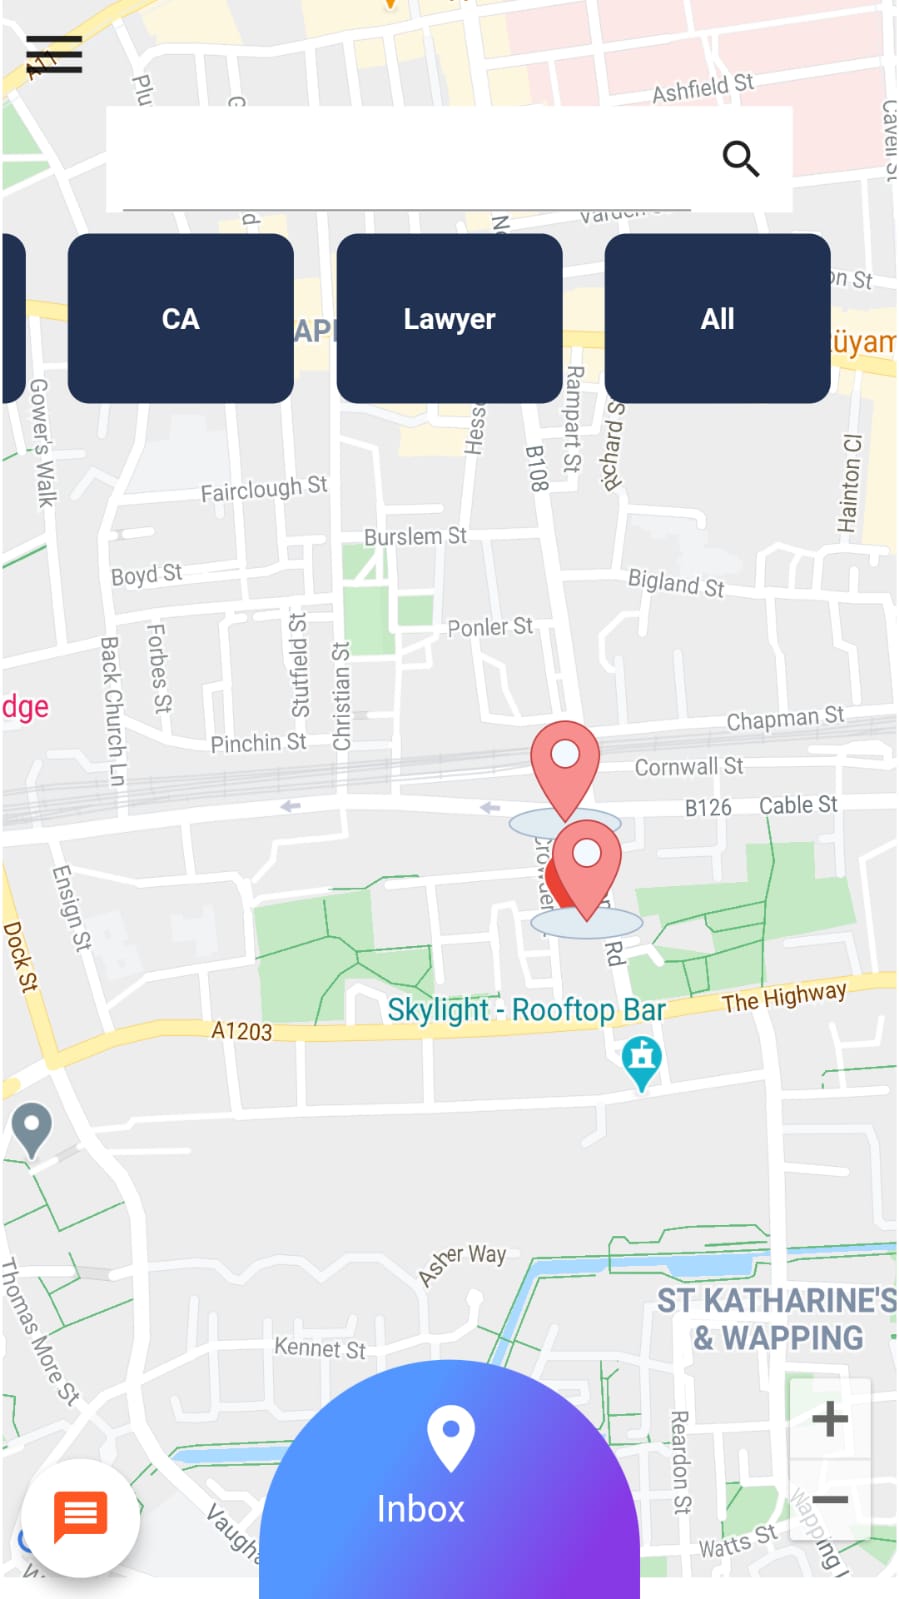 A11
Ashfield St
CA
Lawyer
All
Gower's Walk
Rampart St
B108
Hainton Cl
Fairclough St
Burslem St
Boyd St
Bigland St
Ponler St
Forbes St
Stutfield St
Back Church Ln
Christian St
Pinchin St
Chapman St
Cornwall St
B126
Cable St
Ensign St
Dock St
Rd
Skylight - Rooftop Bar
The Highway
A1203
Asher Way
Thomas More St
ST KATHARINE'S
& WAPPING
Kennet St
Reardon St
Inbox
Watts St